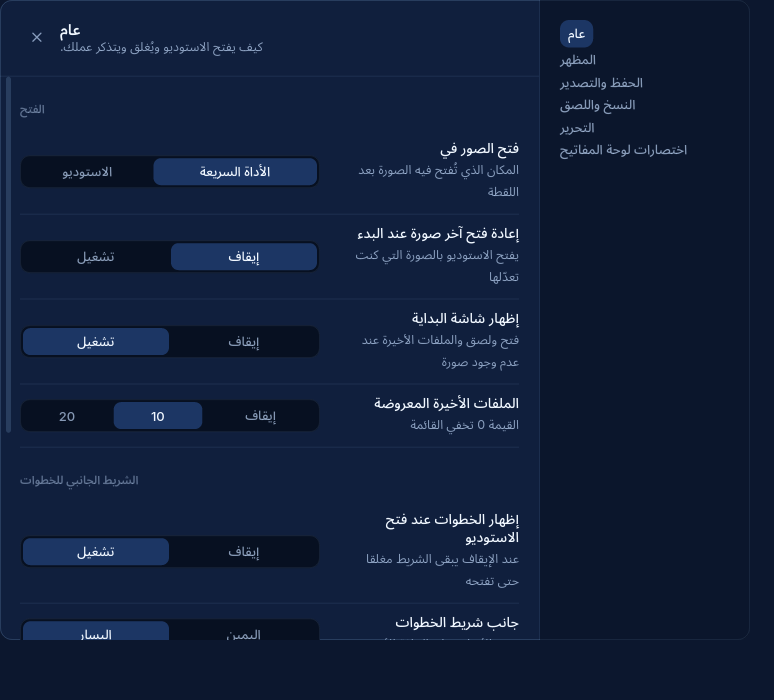 عام
المظهر
الحفظ والتصدير
النسخ واللصق
التحرير
اختصارات لوحة المفاتيح
عام
كيف يفتح الاستوديو ويُغلق ويتذكر عملك.
الفتح
فتح الصور في
المكان الذي تُفتح فيه الصورة بعد
اللقطة
الأداة السريعة
الاستوديو
إعادة فتح آخر صورة عند البدء
يفتح الاستوديو بالصورة التي كنت
تعدّلها
إيقاف
تشغيل
إظهار شاشة البداية
فتح ولصق والملفات الأخيرة عند
عدم وجود صورة
إيقاف
تشغيل
الملفات الأخيرة المعروضة
القيمة 0 تخفي القائمة
إيقاف
10
20
الشريط الجانبي للخطوات
إظهار الخطوات عند فتح
الاستوديو
عند الإيقاف يبقى الشريط مغلقا
حتى تفتحه
إيقاف
تشغيل
جانب شريط الخطوات
اليمين
اليسار